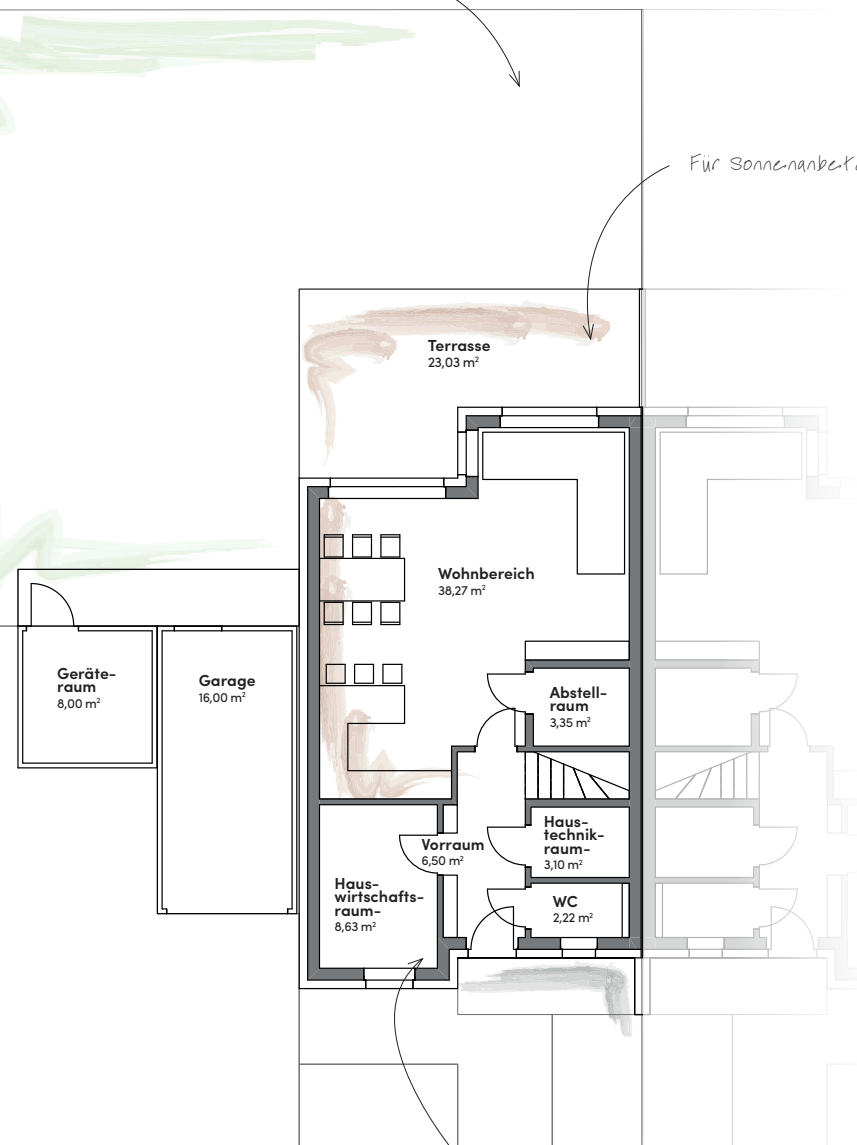 Für Sonnenanbet
Terrasse
23,03 m²
Wohnbereich
38,27 m²
Geräte-
raum
8,00 m²
Garage
16,00 m²
Abstell-
raum
3,35 m²
Haus-
technik-
raum-
3,10 m²
Vorraum
6,50 m²
Haus-
wirtschafts-
raum-
8,63 m²
WC
2,22 m²